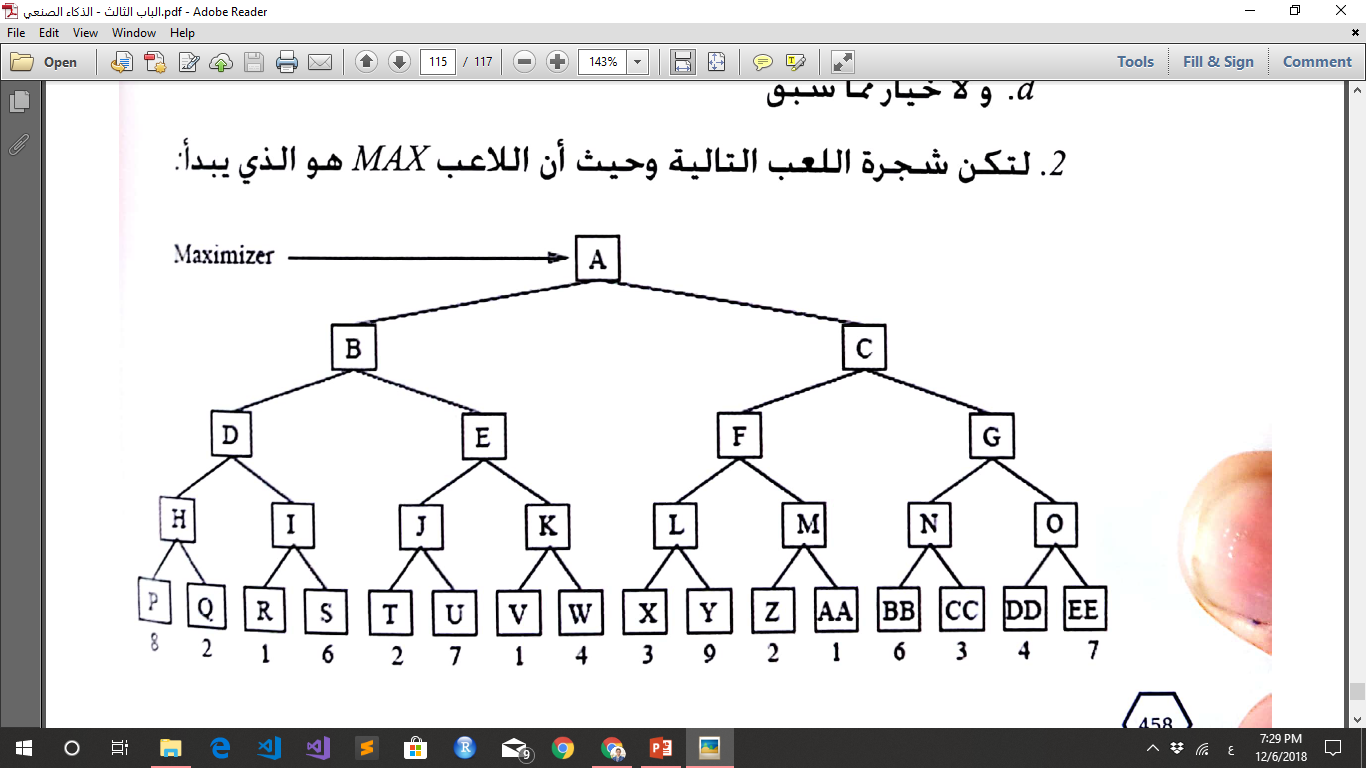 الباب الثالث - الذكاء الصنعي.pdf - Adobe Reader
File Edit View Window Help
Open 115 / 117 143% Tools Fill & Sign Comment
d. و لا خيار مما سبق
2. لتكن شجرة اللعب التالية وحيث أن اللاعب MAX هو الذي يبدأ:
Maximizer A
B C
D E F G
H I J K L M N O
P Q R S T U V W X Y Z AA BB CC DD EE
8 2 1 6 2 7 1 4 3 9 2 1 6 3 4 7
458
9 ع 7:29 PM
12/6/2018